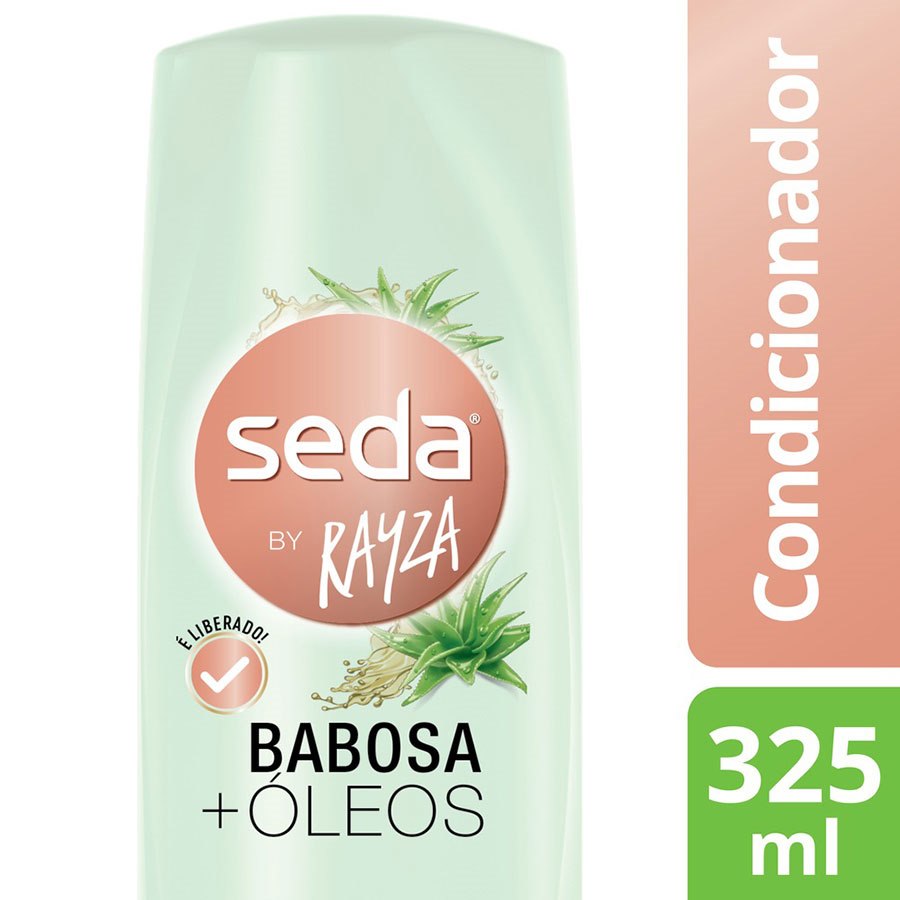 seda®
BY RAYZA
É LIBERADO!
BABOSA
+ÓLEOS
Condicionador
325
ml